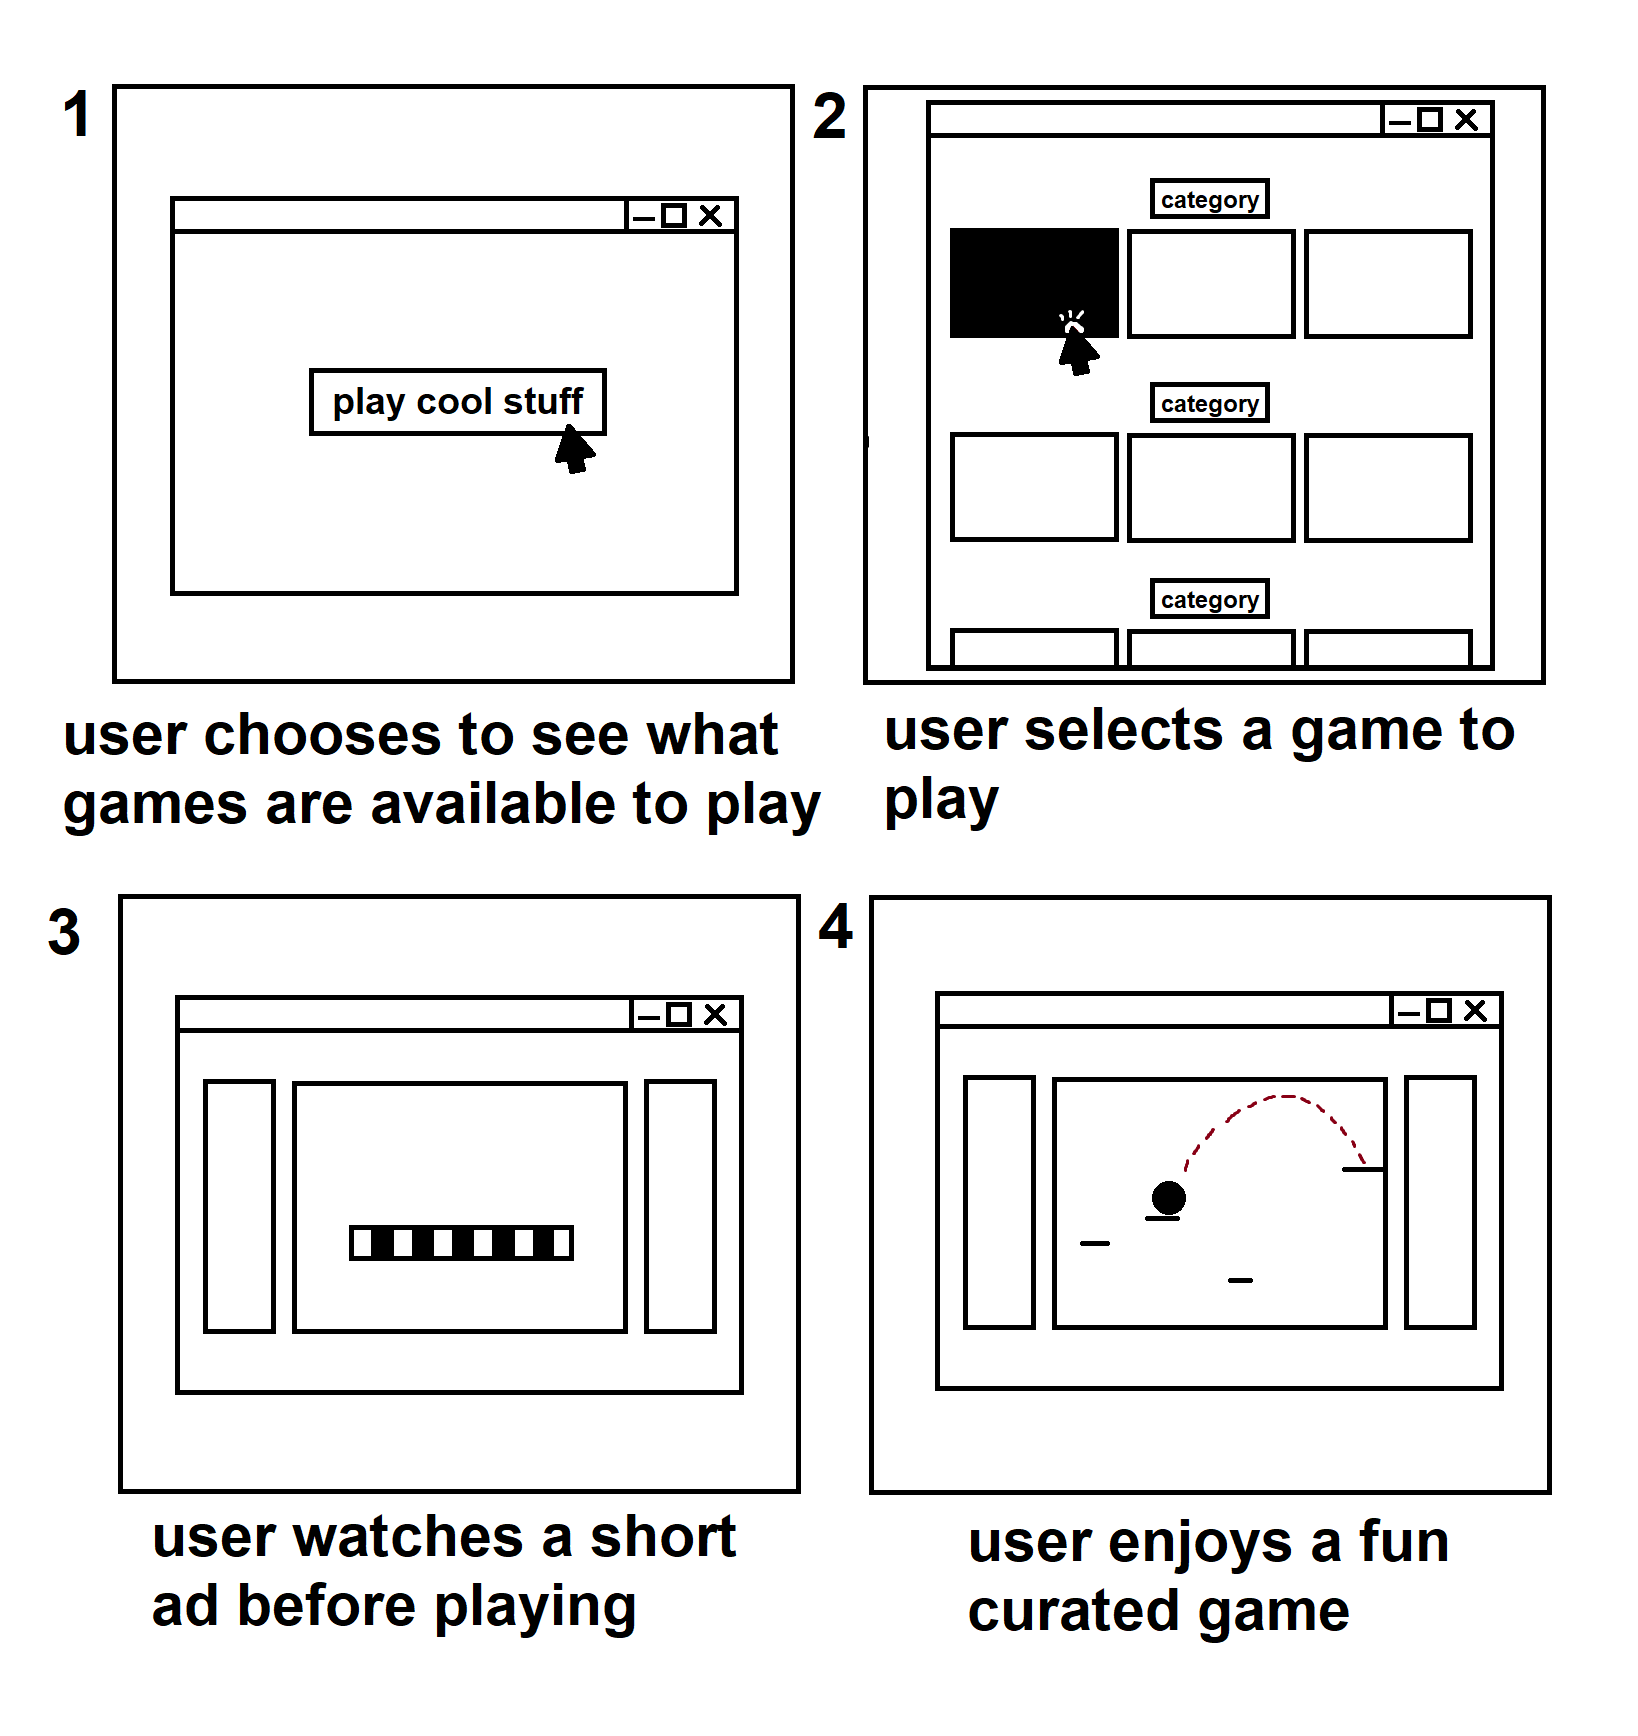 1
play cool stuff
user chooses to see what
games are available to play
2
category
category
category
user selects a game to
play
3
user watches a short
ad before playing
4
user enjoys a fun
curated game